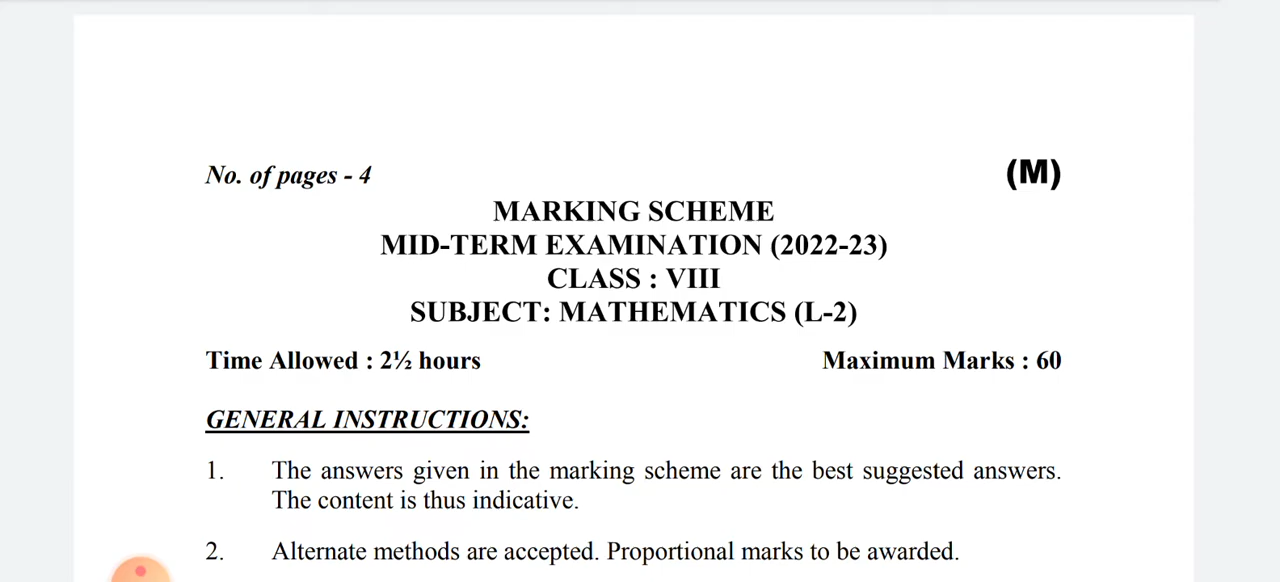 No. of pages - 4
(M)
MARKING SCHEME
MID-TERM EXAMINATION (2022-23)
CLASS : VIII
SUBJECT: MATHEMATICS (L-2)
Time Allowed : 2½ hours
Maximum Marks : 60
GENERAL INSTRUCTIONS:
1. The answers given in the marking scheme are the best suggested answers.
The content is thus indicative.
2. Alternate methods are accepted. Proportional marks to be awarded.